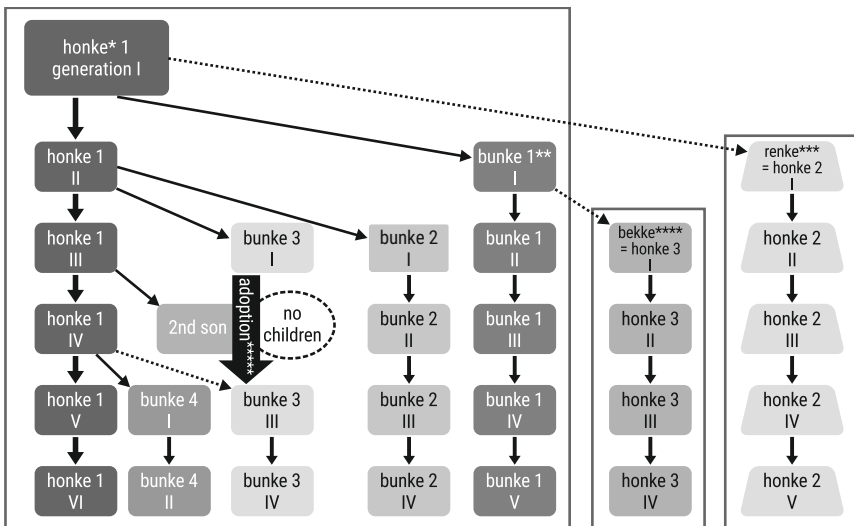 honke* 1
generation I
honke 1
II
bunke 1**
I
renke***
= honke 2
I
honke 1
III
bunke 3
I
bunke 2
I
bunke 1
II
bekke****
= honke 3
I
honke 2
II
honke 1
IV
2nd son
adoption*****
no
children
bunke 2
II
bunke 1
III
honke 3
II
honke 2
III
honke 1
V
bunke 4
I
bunke 3
III
bunke 2
III
bunke 1
IV
honke 3
III
honke 2
IV
honke 1
VI
bunke 4
II
bunke 3
IV
bunke 2
IV
bunke 1
V
honke 3
IV
honke 2
V